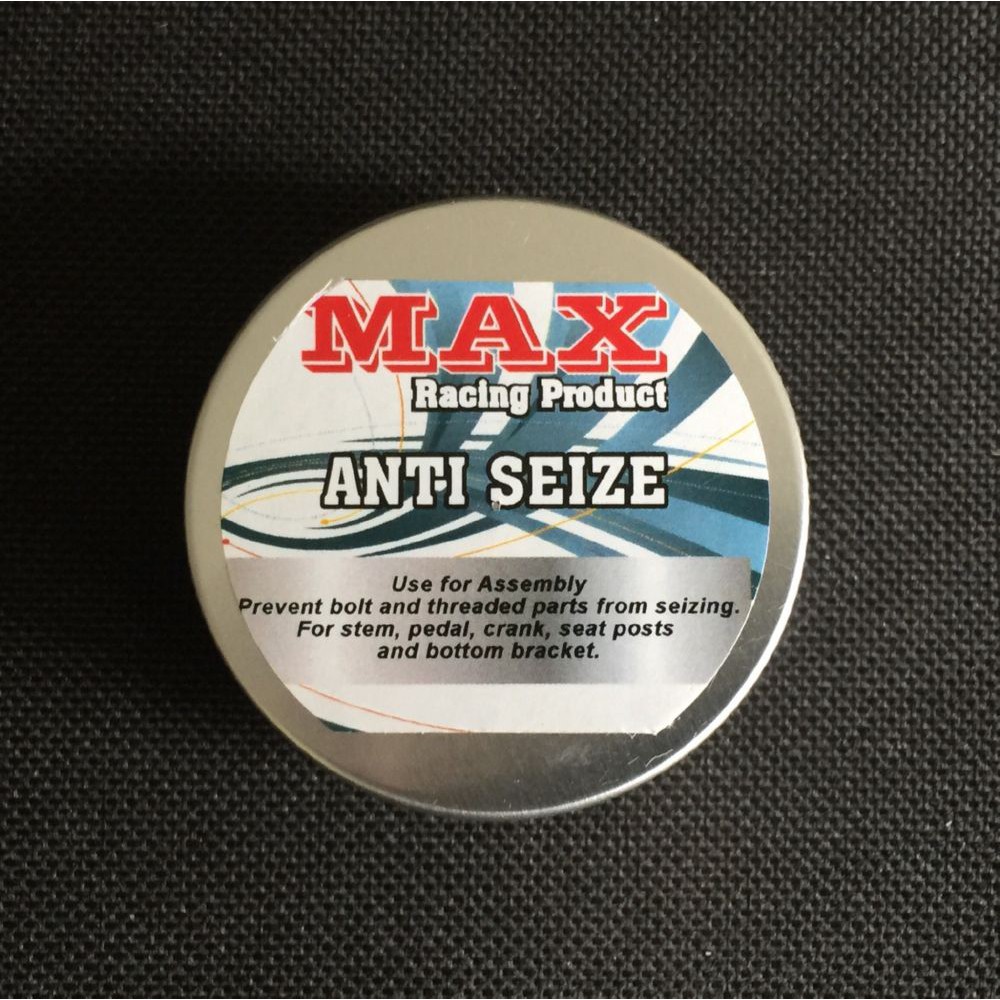 MAX
Racing Product
ANTI SEIZE
Use for Assembly
Prevent bolt and threaded parts from seizing.
For stem, pedal, crank, seat posts
and bottom bracket.